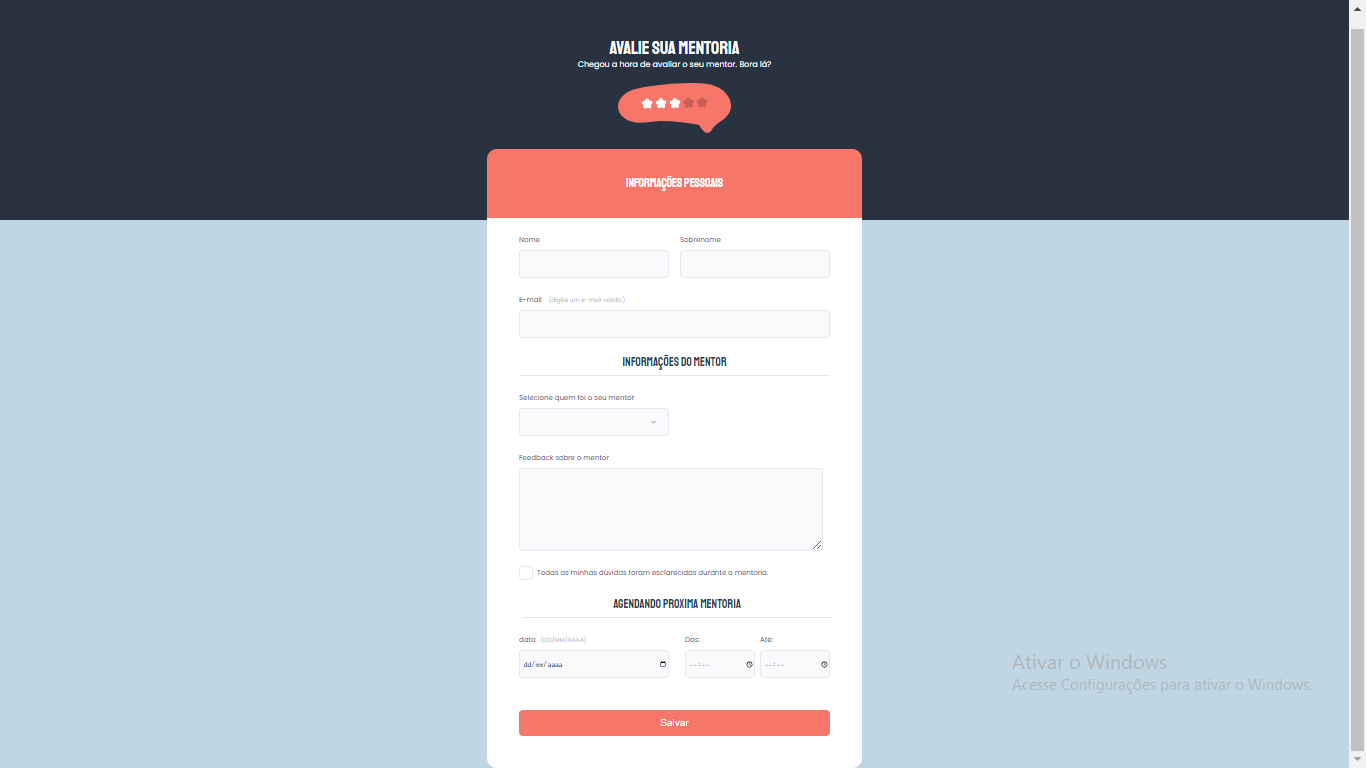 AVALIE SUA MENTORIA
Chegou a hora de avaliar o seu mentor. Bora lá?
INFORMAÇÕES PESSOAIS
Nome Sobrenome
E-mail (digite um e-mail válido.)
INFORMAÇÕES DO MENTOR
Selecione quem foi o seu mentor
Feedback sobre o mentor
Todas as minhas dúvidas foram esclarecidas durante a mentoria.
AGENDANDO PROXIMA MENTORIA
data (DD/MM/AAAA) Das: Até:
dd/mm/aaaa --:-- --:--
Ativar o Windows
Acesse Configurações para ativar o Windows.
Salvar